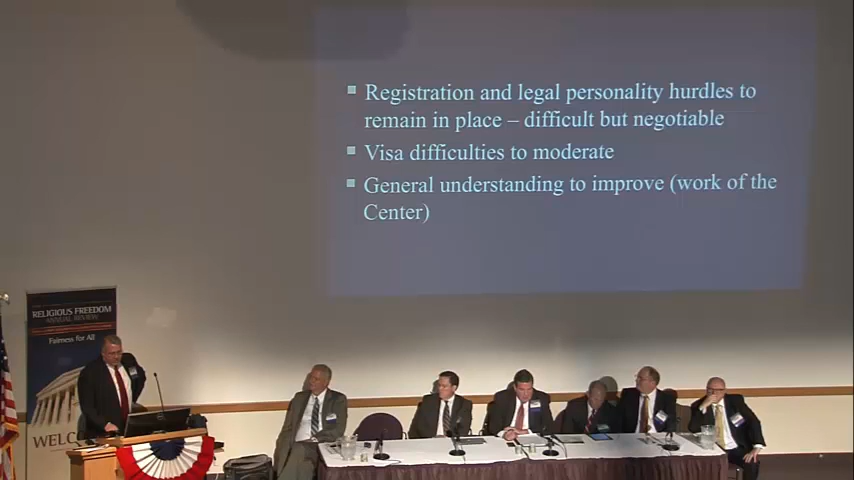 Registration and legal personality hurdles to
remain in place – difficult but negotiable
Visa difficulties to moderate
General understanding to improve (work of the
Center)
RELIGIOUS FREEDOM
ANNUAL REVIEW
Fairness for All